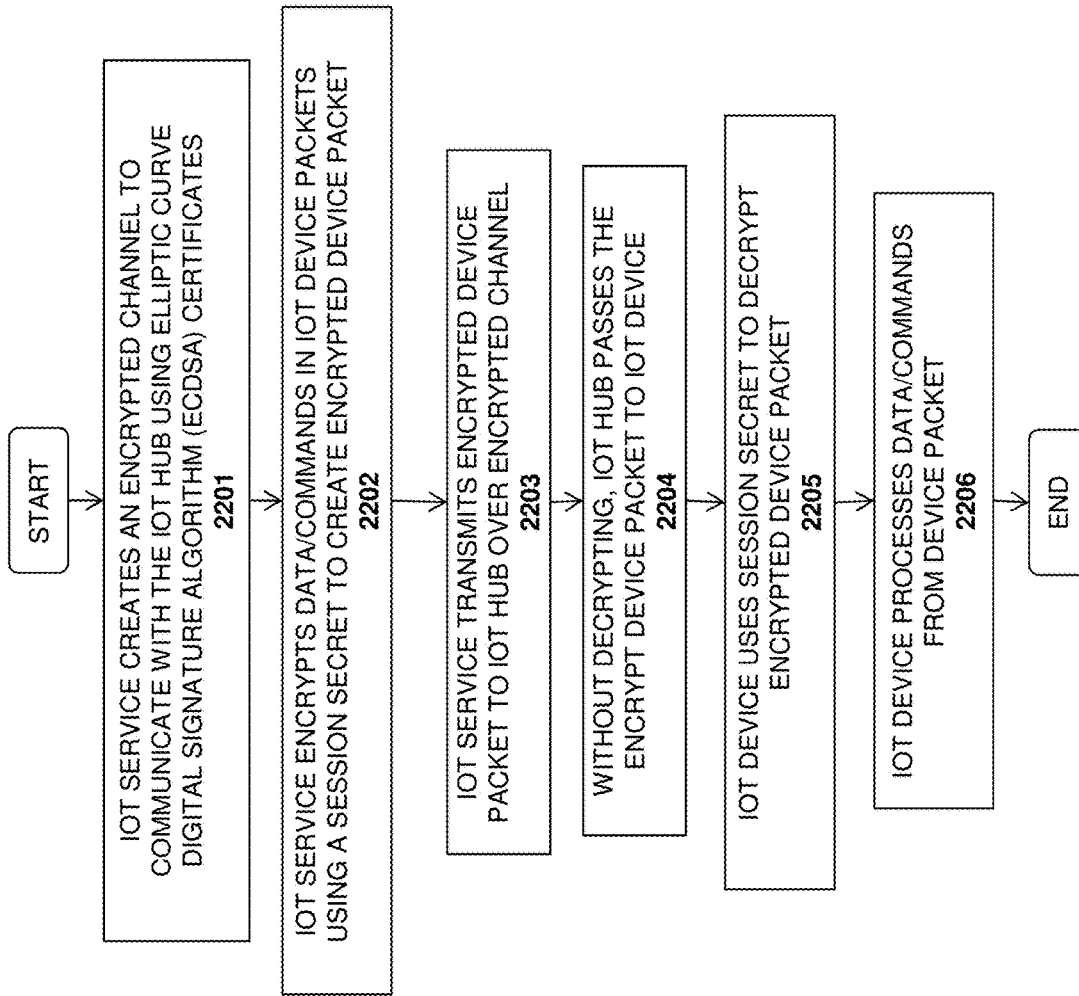 START
IOT SERVICE CREATES AN ENCRYPTED CHANNEL TO
COMMUNICATE WITH THE IOT HUB USING ELLIPTIC CURVE
DIGITAL SIGNATURE ALGORITHM (ECDSA) CERTIFICATES
2201
IOT SERVICE ENCRYPTS DATA/COMMANDS IN IOT DEVICE PACKETS
USING A SESSION SECRET TO CREATE ENCRYPTED DEVICE PACKET
2202
IOT SERVICE TRANSMITS ENCRYPTED DEVICE
PACKET TO IOT HUB OVER ENCRYPTED CHANNEL
2203
WITHOUT DECRYPTING, IOT HUB PASSES THE
ENCRYPT DEVICE PACKET TO IOT DEVICE
2204
IOT DEVICE USES SESSION SECRET TO DECRYPT
ENCRYPTED DEVICE PACKET
2205
IOT DEVICE PROCESSES DATA/COMMANDS
FROM DEVICE PACKET
2206
END